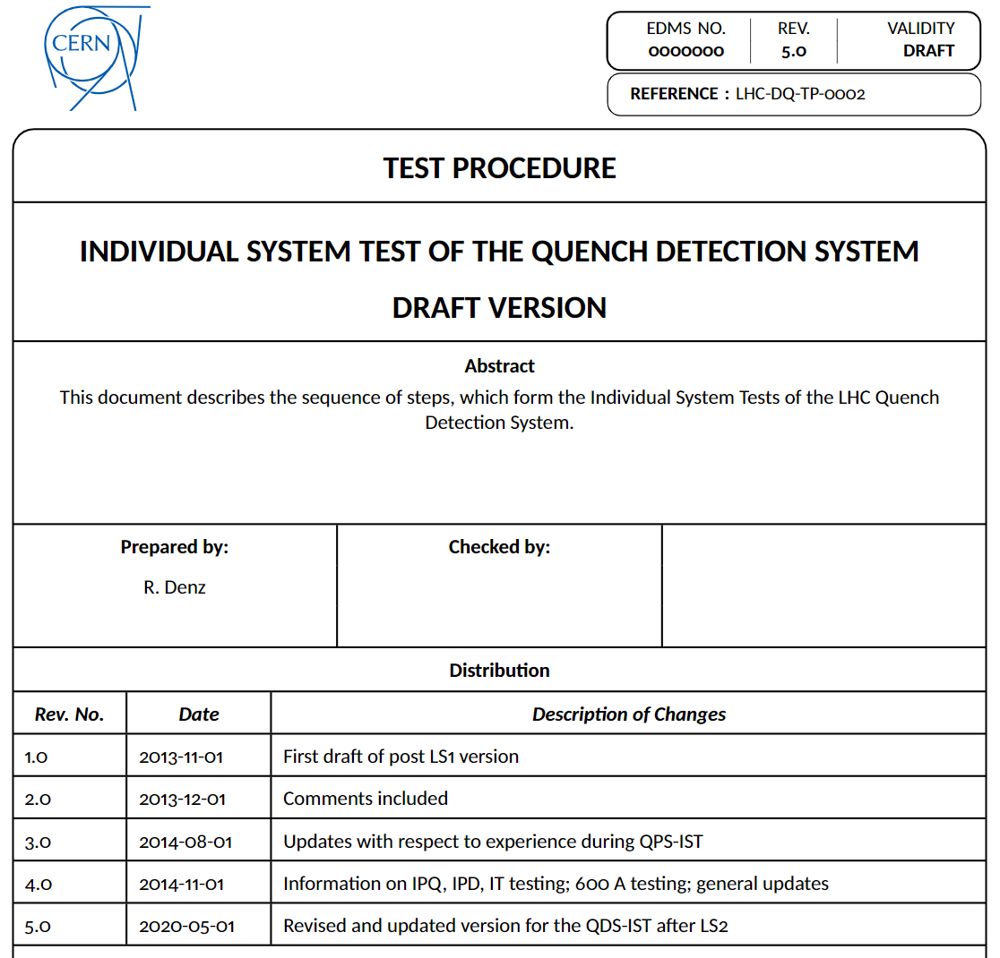 CERN
EDMS NO. REV. VALIDITY
0000000 5.0 DRAFT
REFERENCE : LHC-DQ-TP-0002
TEST PROCEDURE
INDIVIDUAL SYSTEM TEST OF THE QUENCH DETECTION SYSTEM
DRAFT VERSION
Abstract
This document describes the sequence of steps, which form the Individual System Tests of the LHC Quench
Detection System.
Prepared by: Checked by:
R. Denz
Distribution
Rev. No. Date Description of Changes
1.0 2013-11-01 First draft of post LS1 version
2.0 2013-12-01 Comments included
3.0 2014-08-01 Updates with respect to experience during QPS-IST
4.0 2014-11-01 Information on IPQ, IPD, IT testing; 600 A testing; general updates
5.0 2020-05-01 Revised and updated version for the QDS-IST after LS2